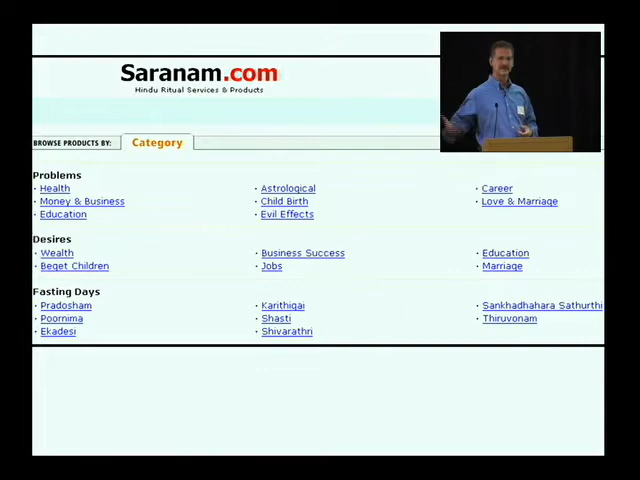 Saranam.com
Hindu Ritual Services & Products
BROWSE PRODUCTS BY: Category
Problems
· Health · Astrological · Career
· Money & Business · Child Birth · Love & Marriage
· Education · Evil Effects
Desires
· Wealth · Business Success · Education
· Beget Children · Jobs · Marriage
Fasting Days
· Pradosham · Karithigai · Sankhadhahara Sathurthi
· Poornima · Shasti · Thiruvonam
· Ekadesi · Shivarathri